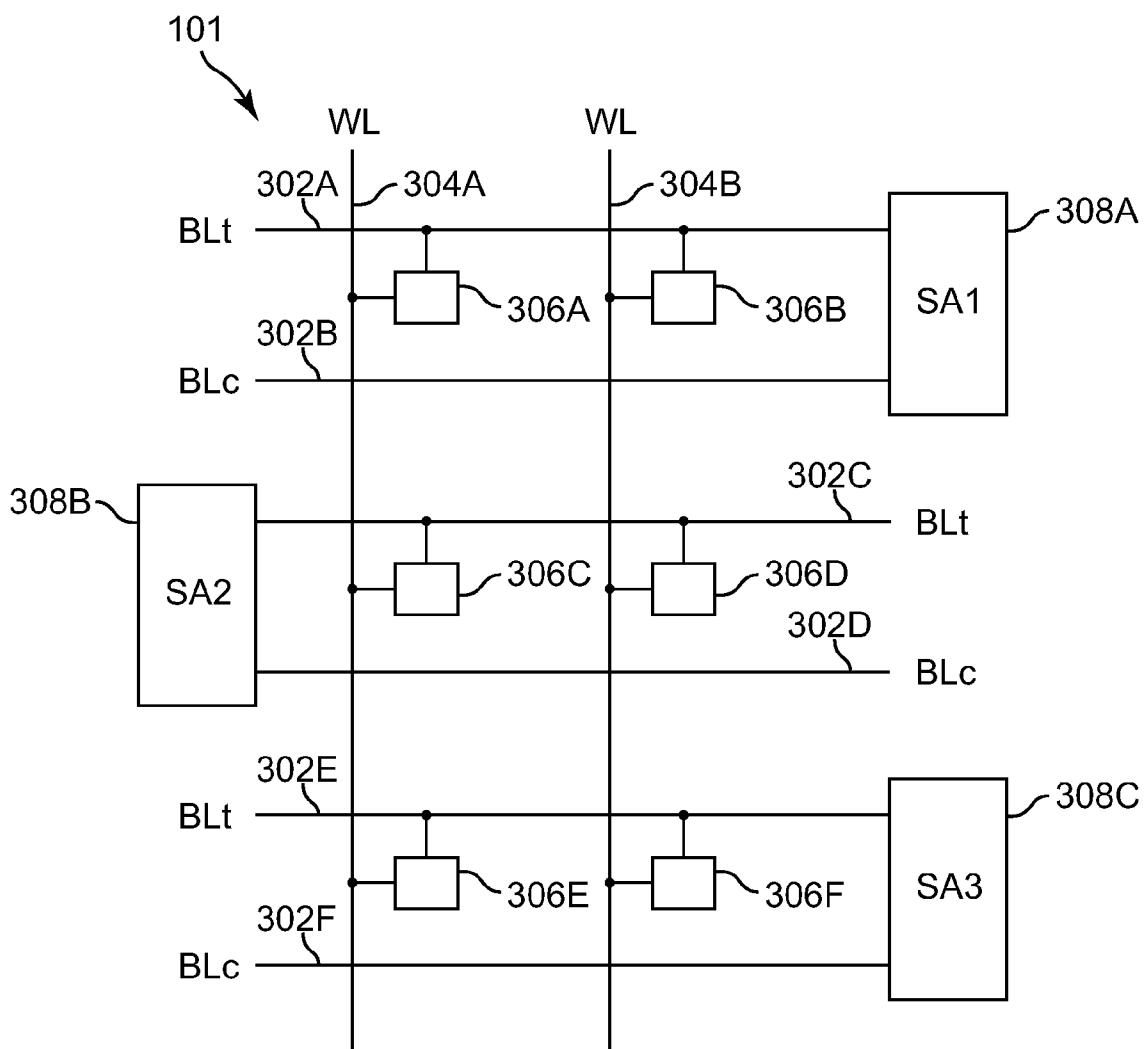 101
WL
WL
302A
304A
304B
308A
BLt
306A
306B
SA1
302B
BLc
302C
308B
BLt
SA2
306C
306D
302D
BLc
302E
308C
BLt
306E
306F
SA3
302F
BLc